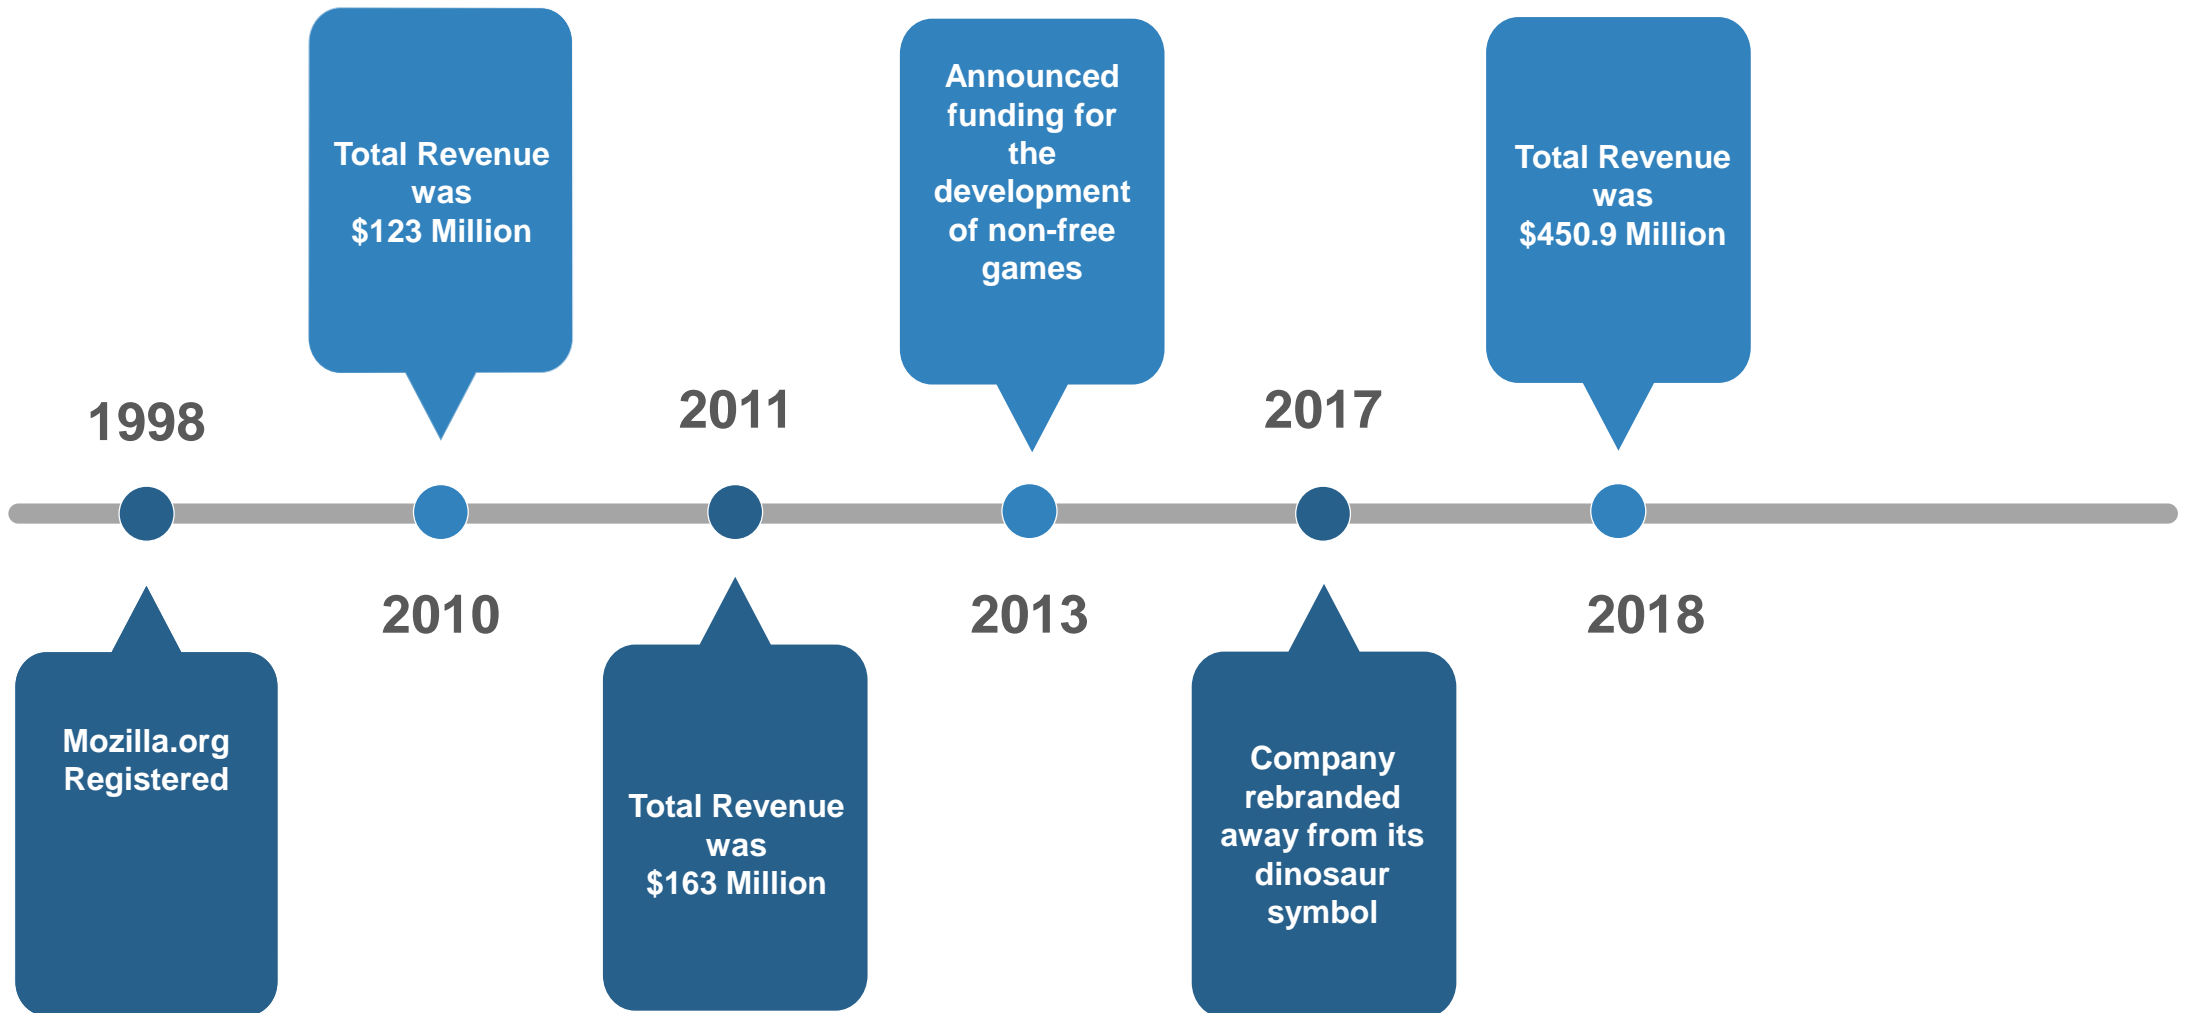 1998
Mozilla.org
Registered
Total Revenue
was
$123 Million
2010
2011
Total Revenue
was
$163 Million
Announced
funding for
the
development
of non-free
games
2013
2017
Company
rebranded
away from its
dinosaur
symbol
Total Revenue
was
$450.9 Million
2018